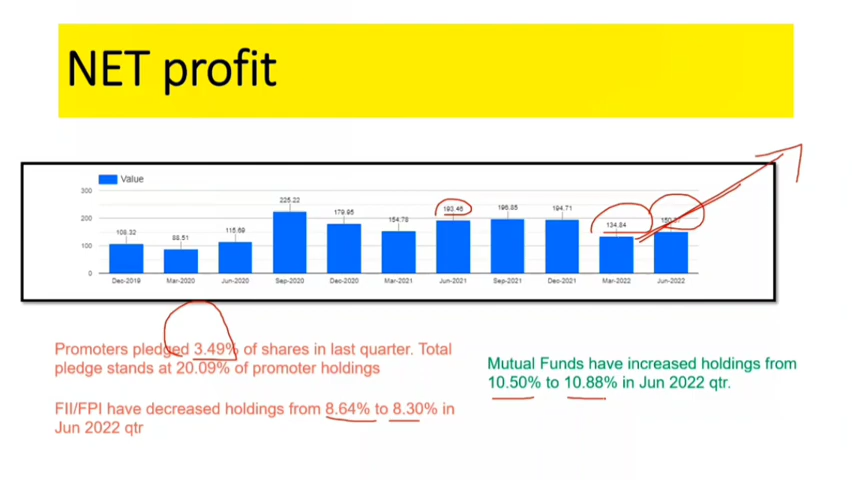 NET profit
Value
300
200
100
0
108.32
88.51
115.69
225.22
179.95
154.78
193.46
196.85
194.71
134.84
Dec-2019
Mar-2020
Jun-2020
Sep-2020
Dec-2020
Mar-2021
Jun-2021
Sep-2021
Dec-2021
Mar-2022
Jun-2022
Promoters pledged 3.49% of shares in last quarter. Total
pledge stands at 20.09% of promoter holdings
FII/FPI have decreased holdings from 8.64% to 8.30% in
Jun 2022 qtr
Mutual Funds have increased holdings from
10.50% to 10.88% in Jun 2022 qtr.